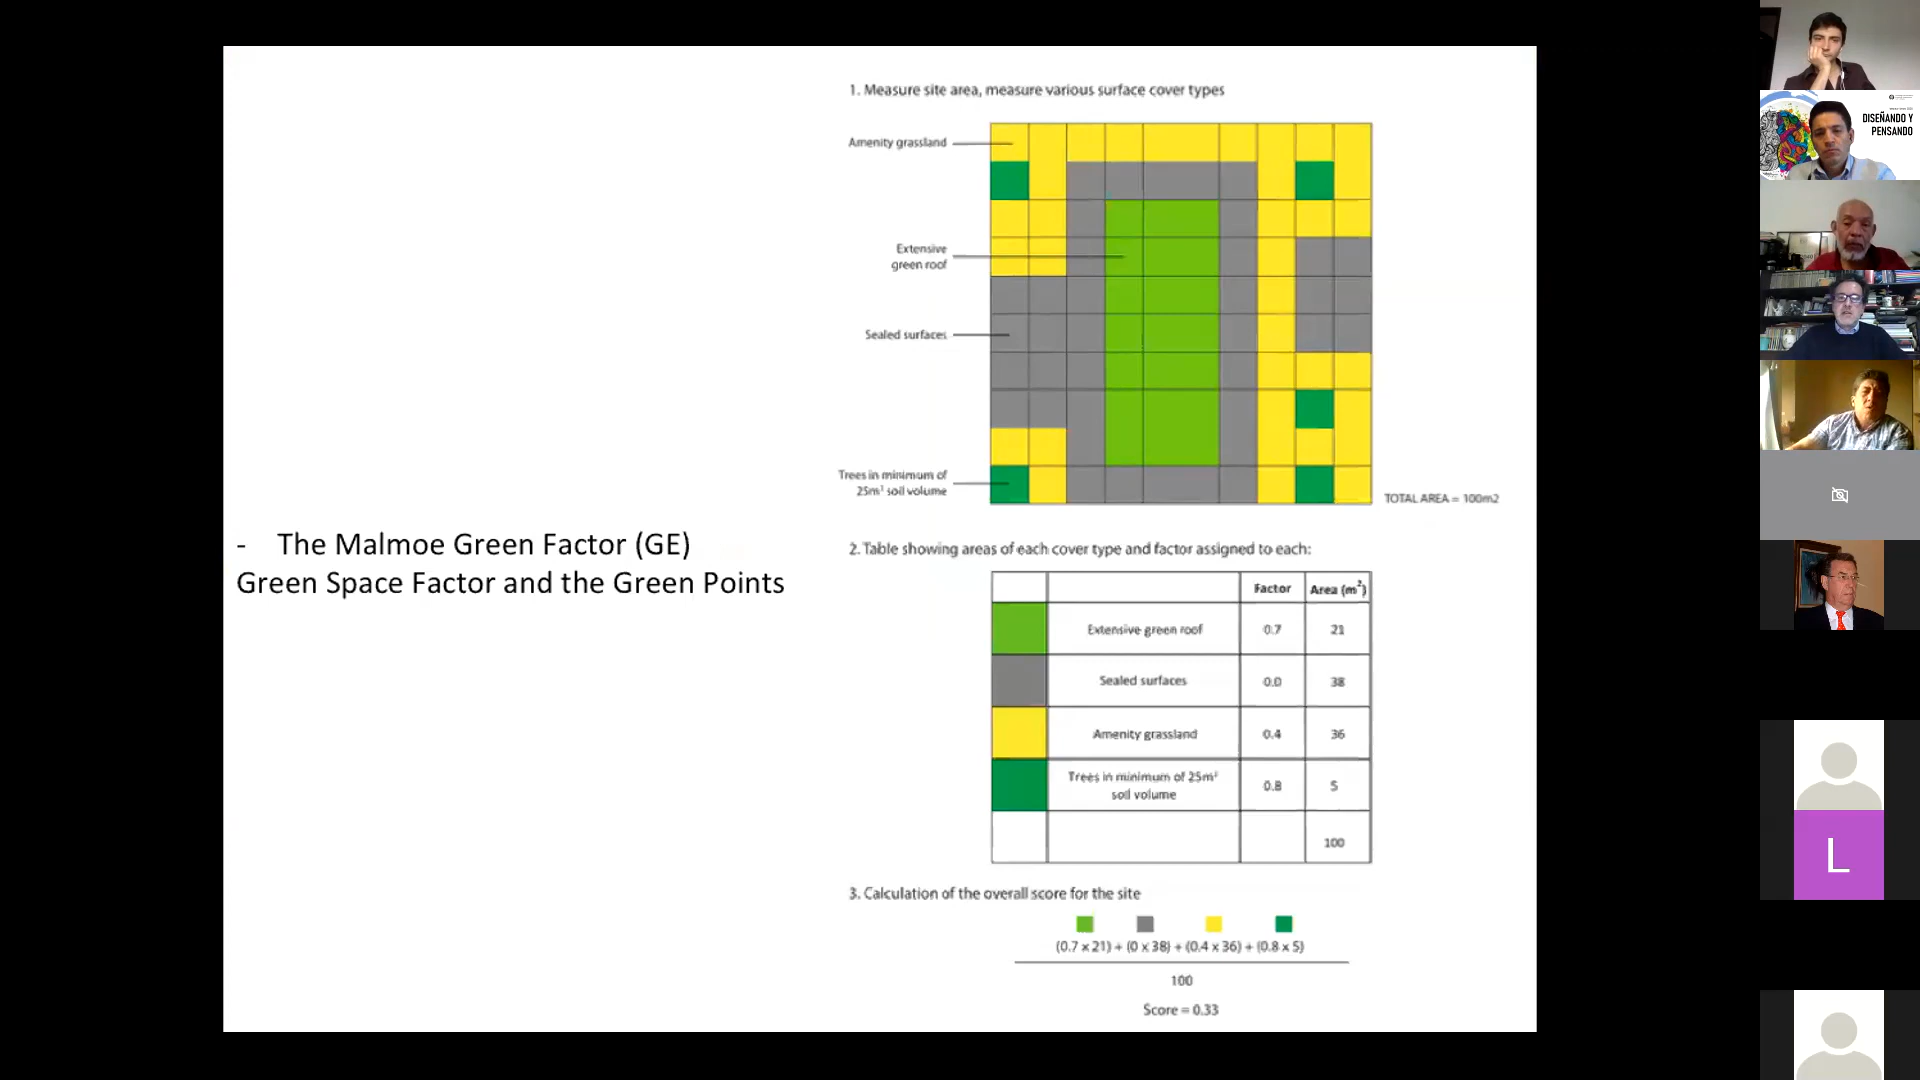 1. Measure site area, measure various surface cover types
Amenity grassland
Extensive
green roof
Sealed surfaces
Trees in minimum of
25m³ soil volume
TOTAL AREA = 100m2
- The Malmoe Green Factor (GE)
Green Space Factor and the Green Points
2. Table showing areas of each cover type and factor assigned to each:
Factor Area (m²)
Extensive green roof 0.7 21
Sealed surfaces 0.0 38
Amenity grassland 0.4 36
Trees in minimum of 25m³
soil volume 0.8 5
100
3. Calculation of the overall score for the site
(0.7 x 21) + (0 x 38) + (0.4 x 36) + (0.8 x 5)
100
Score = 0.33
DISEÑANDO Y
PENSANDO
L